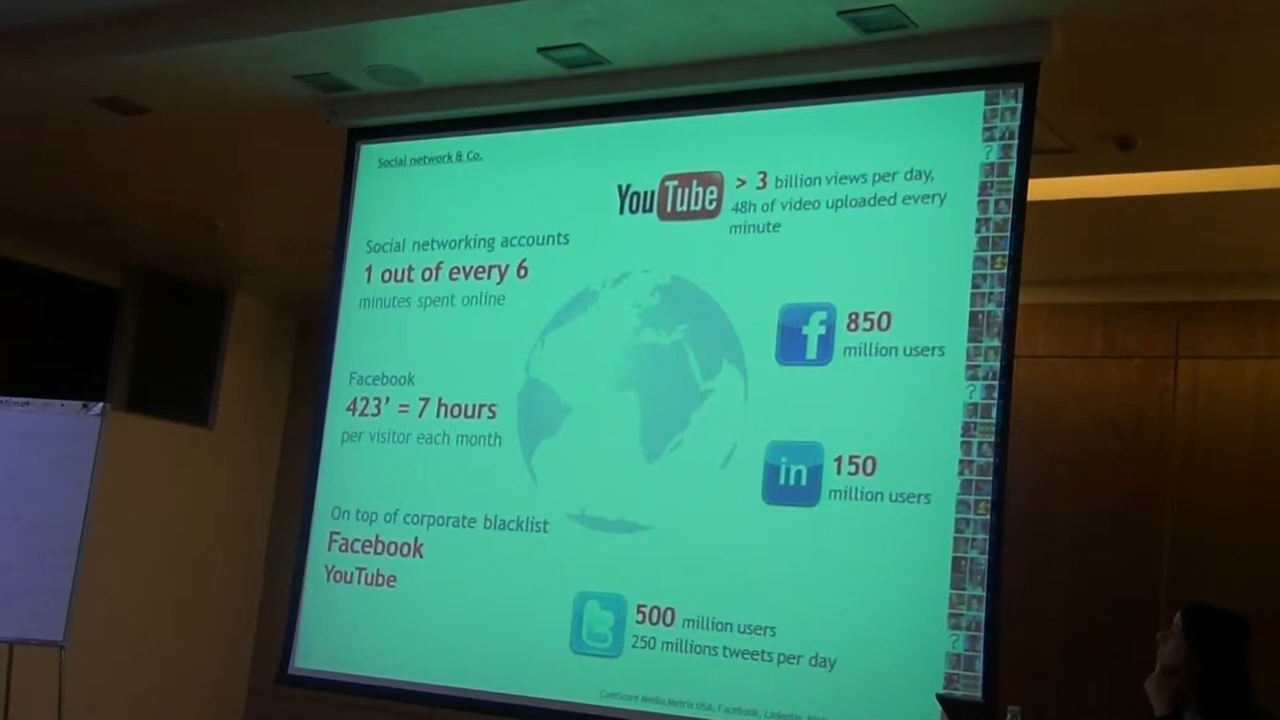 Social network & Co.
YouTube
> 3 billion views per day,
48h of video uploaded every
minute
Social networking accounts
1 out of every 6
minutes spent online
f
850
million users
Facebook
423’ = 7 hours
per visitor each month
in
150
million users
On top of corporate blacklist
Facebook
YouTube
t
500 million users
250 millions tweets per day
ComScore Media Metrix USA, Facebook, LinkedIn,
?
?
?